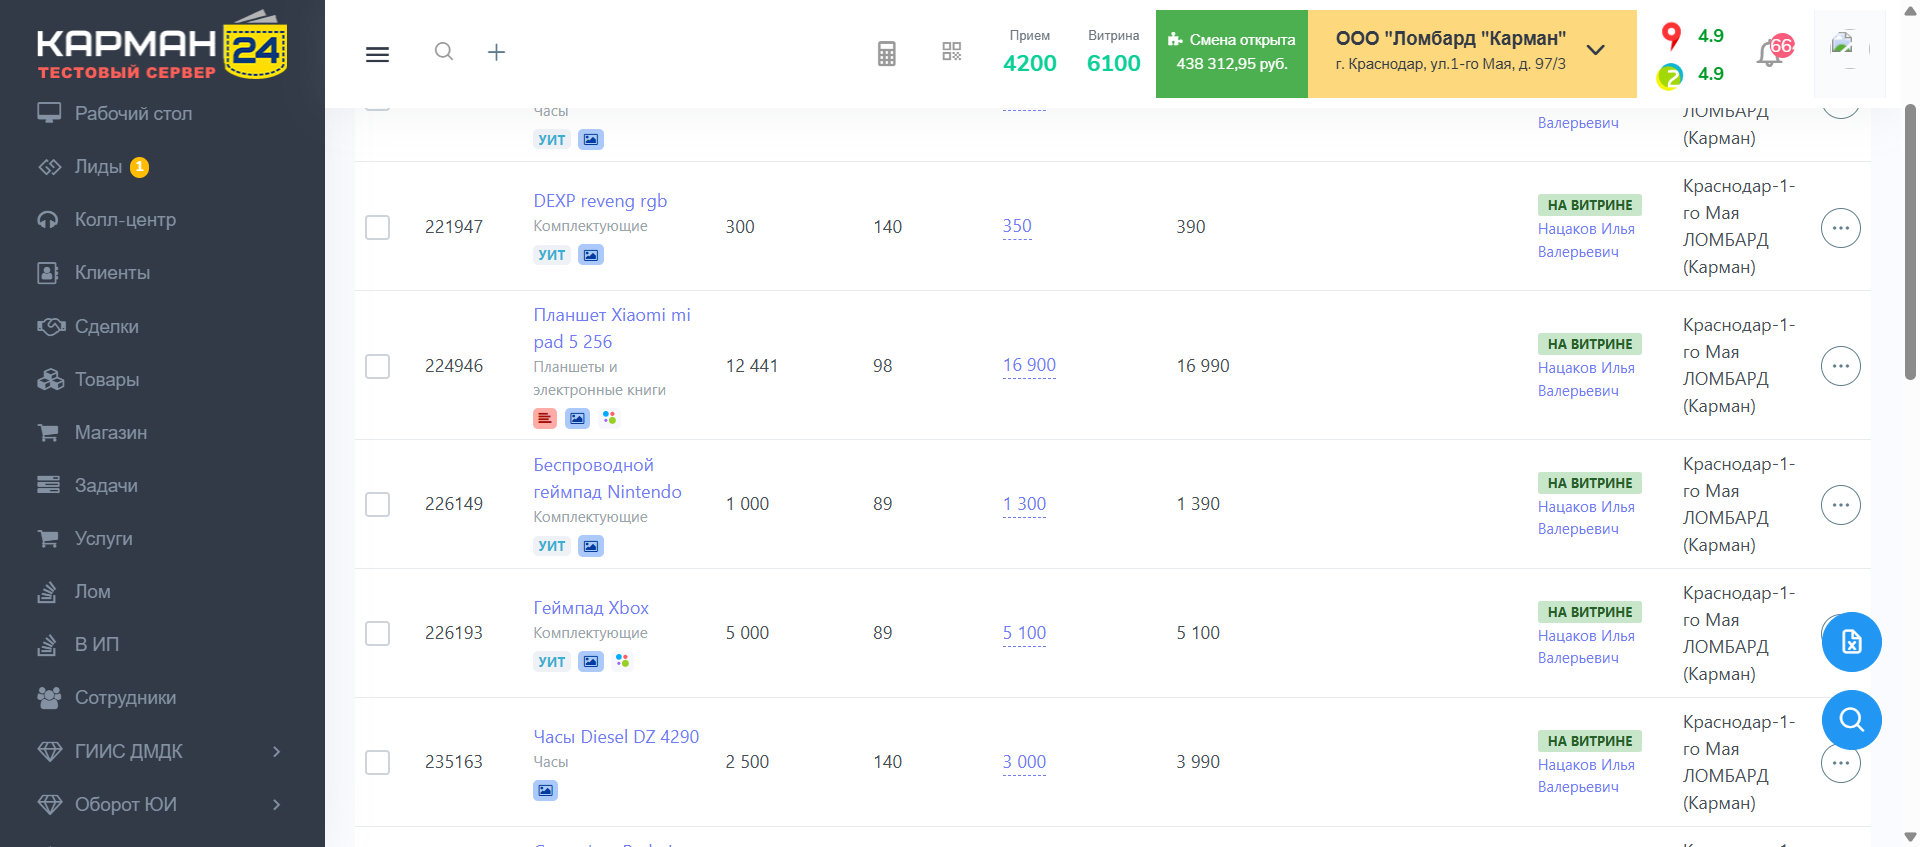 КАРМАН 24
ТЕСТОВЫЙ СЕРВЕР
Рабочий стол
Лиды 1
Колл-центр
Клиенты
Сделки
Товары
Магазин
Задачи
Услуги
Лом
В ИП
Сотрудники
ГИИС ДМДК
Оборот ЮИ
Прием
4200
Витрина
6100
Смена открыта
438 312,95 руб.
ООО "Ломбард "Карман"
г. Краснодар, ул.1-го Мая, д. 97/3
4.9
4.9
66
Часы
УИТ
Валерьевич
ЛОМБАРД
(Карман)
221947
DEXP reveng rgb
Комплектующие
УИТ
300
140
350
390
НА ВИТРИНЕ
Нацаков Илья
Валерьевич
Краснодар-1-
го Мая
ЛОМБАРД
(Карман)
224946
Планшет Xiaomi mi
pad 5 256
Планшеты и
электронные книги
12 441
98
16 900
16 990
НА ВИТРИНЕ
Нацаков Илья
Валерьевич
Краснодар-1-
го Мая
ЛОМБАРД
(Карман)
226149
Беспроводной
геймпад Nintendo
Комплектующие
УИТ
1 000
89
1 300
1 390
НА ВИТРИНЕ
Нацаков Илья
Валерьевич
Краснодар-1-
го Мая
ЛОМБАРД
(Карман)
226193
Геймпад Xbox
Комплектующие
УИТ
5 000
89
5 100
5 100
НА ВИТРИНЕ
Нацаков Илья
Валерьевич
Краснодар-1-
го Мая
ЛОМБАРД
(Карман)
235163
Часы Diesel DZ 4290
Часы
2 500
140
3 000
3 990
НА ВИТРИНЕ
Нацаков Илья
Валерьевич
Краснодар-1-
го Мая
ЛОМБАРД
(Карман)